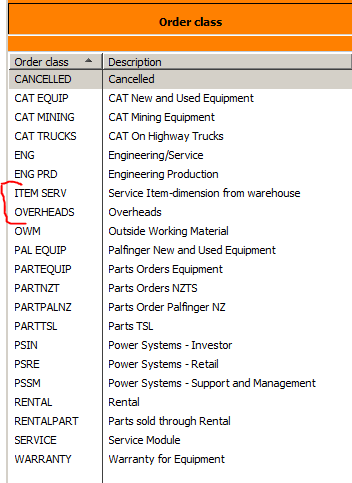 Order class
Order class Description
CANCELLED Cancelled
CAT EQUIP CAT New and Used Equipment
CAT MINING CAT Mining Equipment
CAT TRUCKS CAT On Highway Trucks
ENG Engineering/Service
ENG PRD Engineering Production
ITEM SERV Service Item-dimension from warehouse
OVERHEADS Overheads
OWM Outside Working Material
PAL EQUIP Palfinger New and Used Equipment
PARTEQUIP Parts Orders Equipment
PARTNZT Parts Orders NZTS
PARTPALNZ Parts Order Palfinger NZ
PARTTSL Parts TSL
PSIN Power Systems - Investor
PSRE Power Systems - Retail
PSSM Power Systems - Support and Management
RENTAL Rental
RENTALPART Parts sold through Rental
SERVICE Service Module
WARRANTY Warranty for Equipment